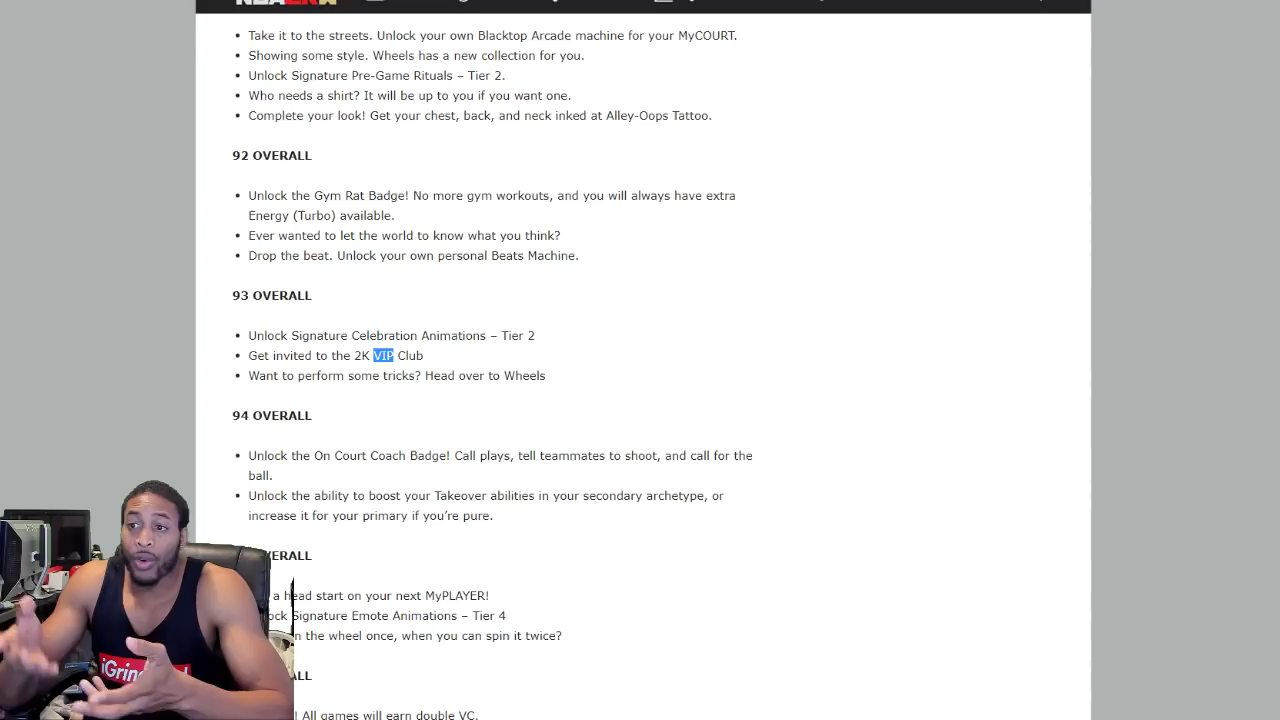 Take it to the streets. Unlock your own Blacktop Arcade machine for your MyCOURT.
Showing some style. Wheels has a new collection for you.
Unlock Signature Pre-Game Rituals – Tier 2.
Who needs a shirt? It will be up to you if you want one.
Complete your look! Get your chest, back, and neck inked at Alley-Oops Tattoo.
92 OVERALL
Unlock the Gym Rat Badge! No more gym workouts, and you will always have extra
Energy (Turbo) available.
Ever wanted to let the world to know what you think?
Drop the beat. Unlock your own personal Beats Machine.
93 OVERALL
Unlock Signature Celebration Animations – Tier 2
Get invited to the 2K VIP Club
Want to perform some tricks? Head over to Wheels
94 OVERALL
Unlock the On Court Coach Badge! Call plays, tell teammates to shoot, and call for the
ball.
Unlock the ability to boost your Takeover abilities in your secondary archetype, or
increase it for your primary if you’re pure.
a head start on your next MyPLAYER!
Signature Emote Animations – Tier 4
the wheel once, when you can spin it twice?
! All games will earn double VC.